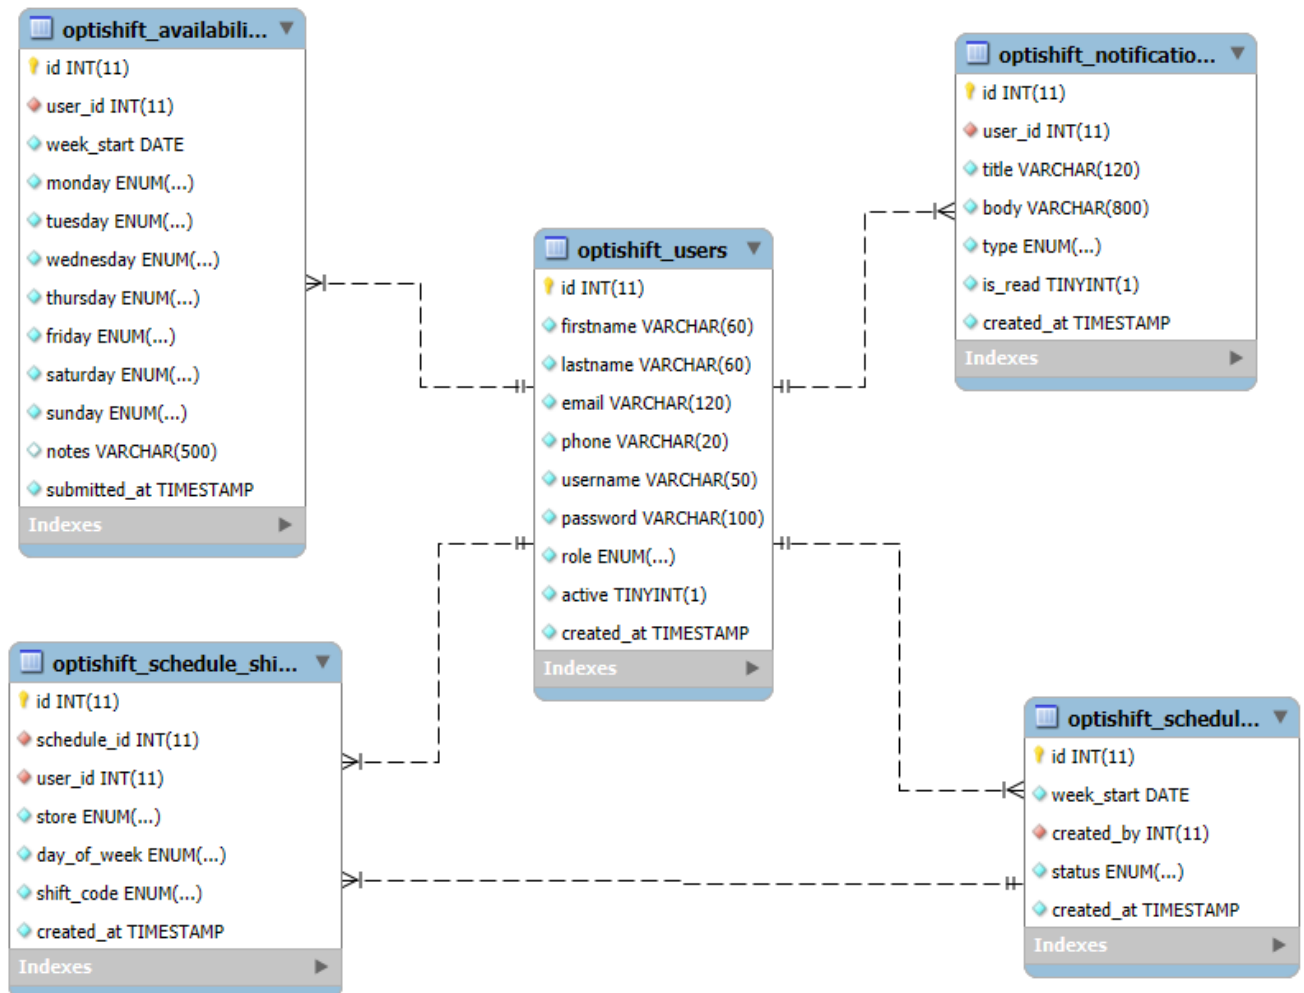 optishift_availabili...
id INT(11)
user_id INT(11)
week_start DATE
monday ENUM(...)
tuesday ENUM(...)
wednesday ENUM(...)
thursday ENUM(...)
friday ENUM(...)
saturday ENUM(...)
sunday ENUM(...)
notes VARCHAR(500)
submitted_at TIMESTAMP
Indexes
optishift_notificatio...
id INT(11)
user_id INT(11)
title VARCHAR(120)
body VARCHAR(800)
type ENUM(...)
is_read TINYINT(1)
created_at TIMESTAMP
Indexes
optishift_users
id INT(11)
firstname VARCHAR(60)
lastname VARCHAR(60)
email VARCHAR(120)
phone VARCHAR(20)
username VARCHAR(50)
password VARCHAR(100)
role ENUM(...)
active TINYINT(1)
created_at TIMESTAMP
Indexes
optishift_schedule_shi...
id INT(11)
schedule_id INT(11)
user_id INT(11)
store ENUM(...)
day_of_week ENUM(...)
shift_code ENUM(...)
created_at TIMESTAMP
Indexes
optishift_schedul...
id INT(11)
week_start DATE
created_by INT(11)
status ENUM(...)
created_at TIMESTAMP
Indexes